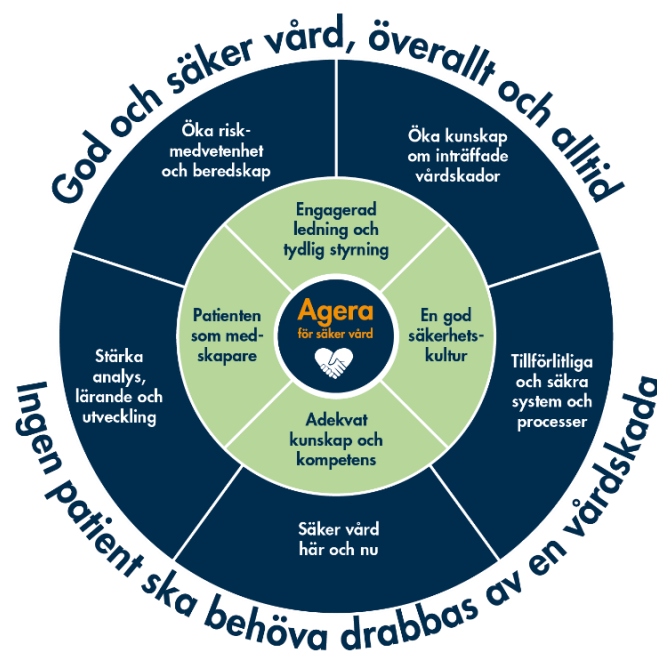 God och säker vård, överallt och alltid
Öka risk-
medvetenhet
och beredskap
Öka kunskap
om inträffade
vårdskador
Engagerad
ledning och
tydlig styrning
Patienten
som med-
skapare
Agera
för säker vård
En god
säkerhets-
kultur
Stärka
analys,
lärande och
utveckling
Tillförlitliga
och säkra
system och
processer
Adekvat
kunskap och
kompetens
Säker vård
här och nu
Ingen patient ska behöva drabbas av en vårdskada